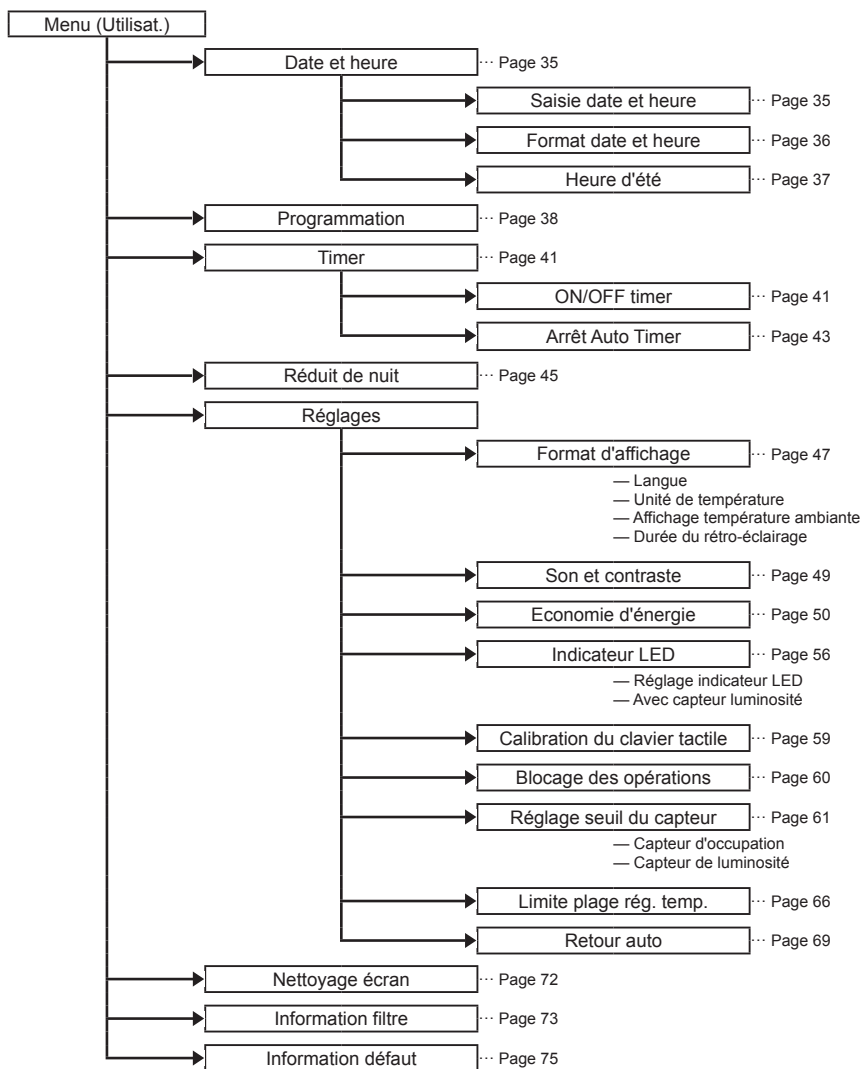 Menu (Utilisat.)
Date et heure ··· Page 35
Saisie date et heure ··· Page 35
Format date et heure ··· Page 36
Heure d'été ··· Page 37
Programmation ··· Page 38
Timer ··· Page 41
ON/OFF timer ··· Page 41
Arrêt Auto Timer ··· Page 43
Réduit de nuit ··· Page 45
Réglages
Format d'affichage ··· Page 47
— Langue
— Unité de température
— Affichage température ambiante
— Durée du rétro-éclairage
Son et contraste ··· Page 49
Economie d'énergie ··· Page 50
Indicateur LED ··· Page 56
— Réglage indicateur LED
— Avec capteur luminosité
Calibration du clavier tactile ··· Page 59
Blocage des opérations ··· Page 60
Réglage seuil du capteur ··· Page 61
— Capteur d'occupation
— Capteur de luminosité
Limite plage rég. temp. ··· Page 66
Retour auto ··· Page 69
Nettoyage écran ··· Page 72
Information filtre ··· Page 73
Information défaut ··· Page 75